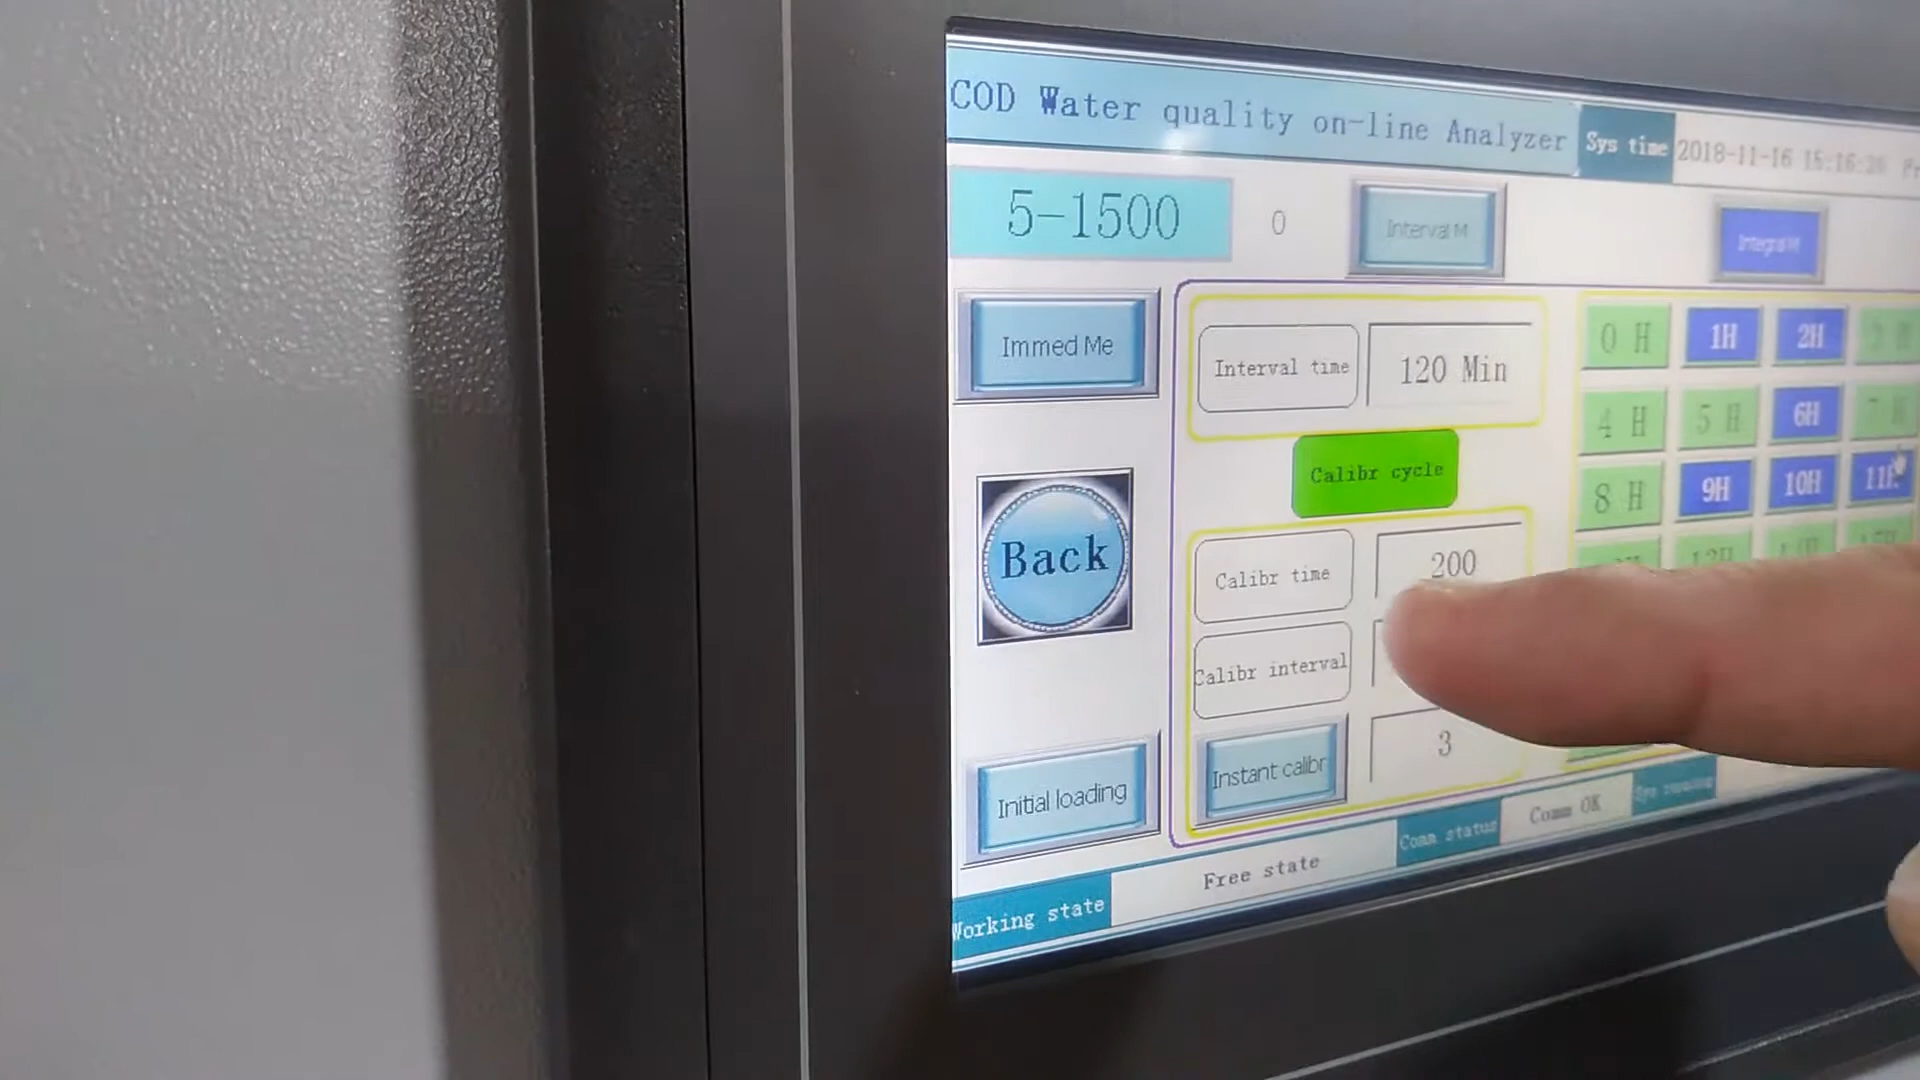 COD Water quality on-line Analyzer
Sys time
2018-11-16 15:16:26
5-1500
0
Interval M
Integral M
Immed Me
Interval time
120 Min
0 H
1H
2H
4 H
5 H
6H
7 H
Calibr cycle
8 H
9H
10H
11H
Back
Calibr time
200
Calibr interval
Initial loading
Instant calibr
3
Working state
Free state
Comm status
Comm OK